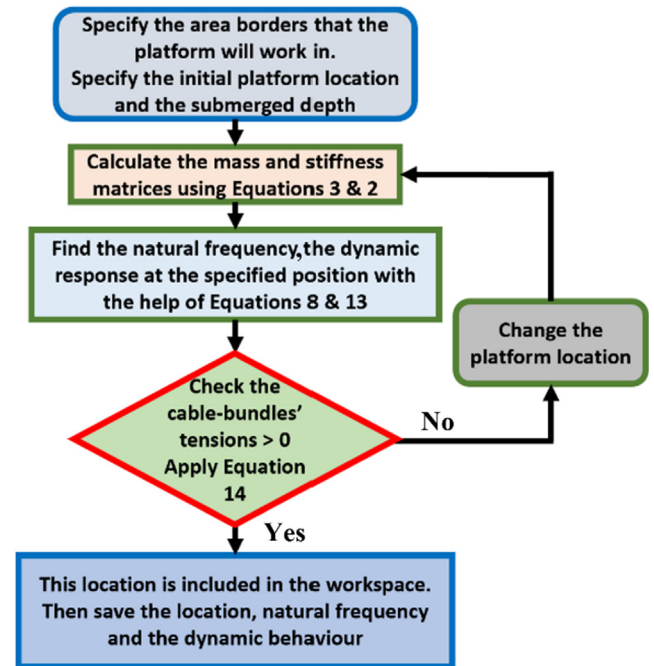 Specify the area borders that the
platform will work in.
Specify the initial platform location
and the submerged depth
Calculate the mass and stiffness
matrices using Equations 3 & 2
Find the natural frequency,the dynamic
response at the specified position with
the help of Equations 8 & 13
Change the
platform location
Check the
cable-bundles’
tensions > 0
Apply Equation
14
No
Yes
This location is included in the workspace.
Then save the location, natural frequency
and the dynamic behaviour